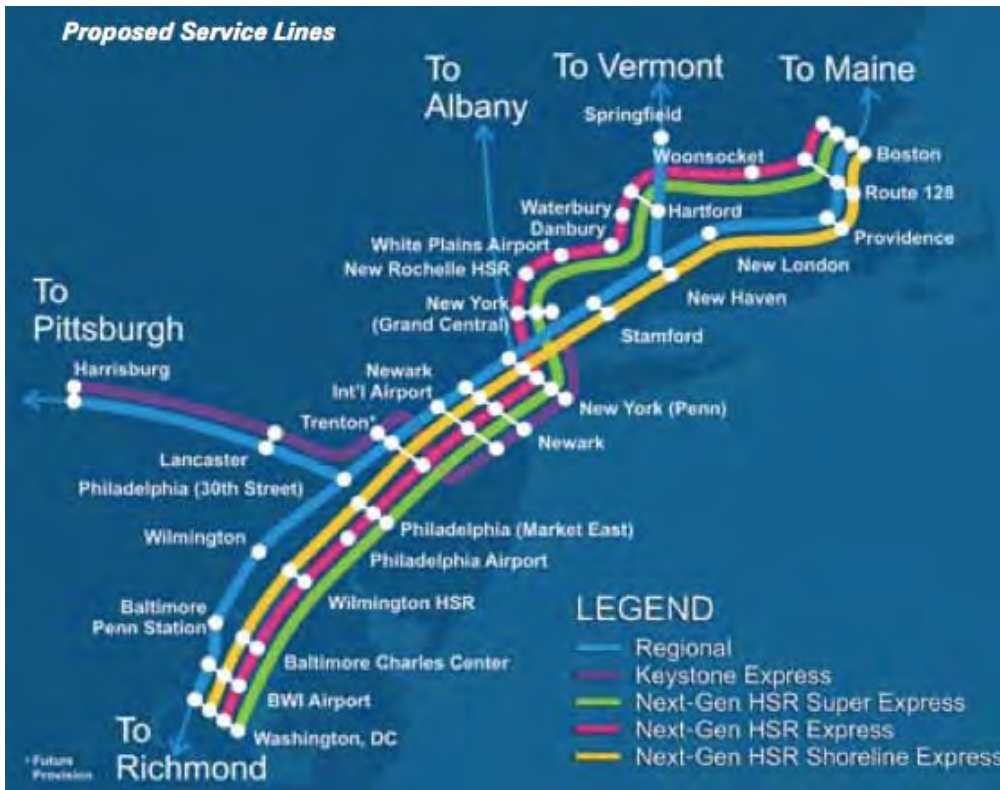 Proposed Service Lines
To
Albany
To Vermont
To Maine
Springfield
Woonsocket
Boston
Route 128
Waterbury
Hartford
Danbury
Providence
White Plains Airport
New London
New Rochelle HSR
New Haven
To
Pittsburgh
New York
(Grand Central)
Stamford
Harrisburg
Newark
Int'l Airport
New York (Penn)
Trenton*
Newark
Lancaster
Philadelphia (30th Street)
Philadelphia (Market East)
Wilmington
Philadelphia Airport
Wilmington HSR
Baltimore
Penn Station
Baltimore Charles Center
BWI Airport
Washington, DC
To
Richmond
* Future
Provision
LEGEND
Regional
Keystone Express
Next-Gen HSR Super Express
Next-Gen HSR Express
Next-Gen HSR Shoreline Express